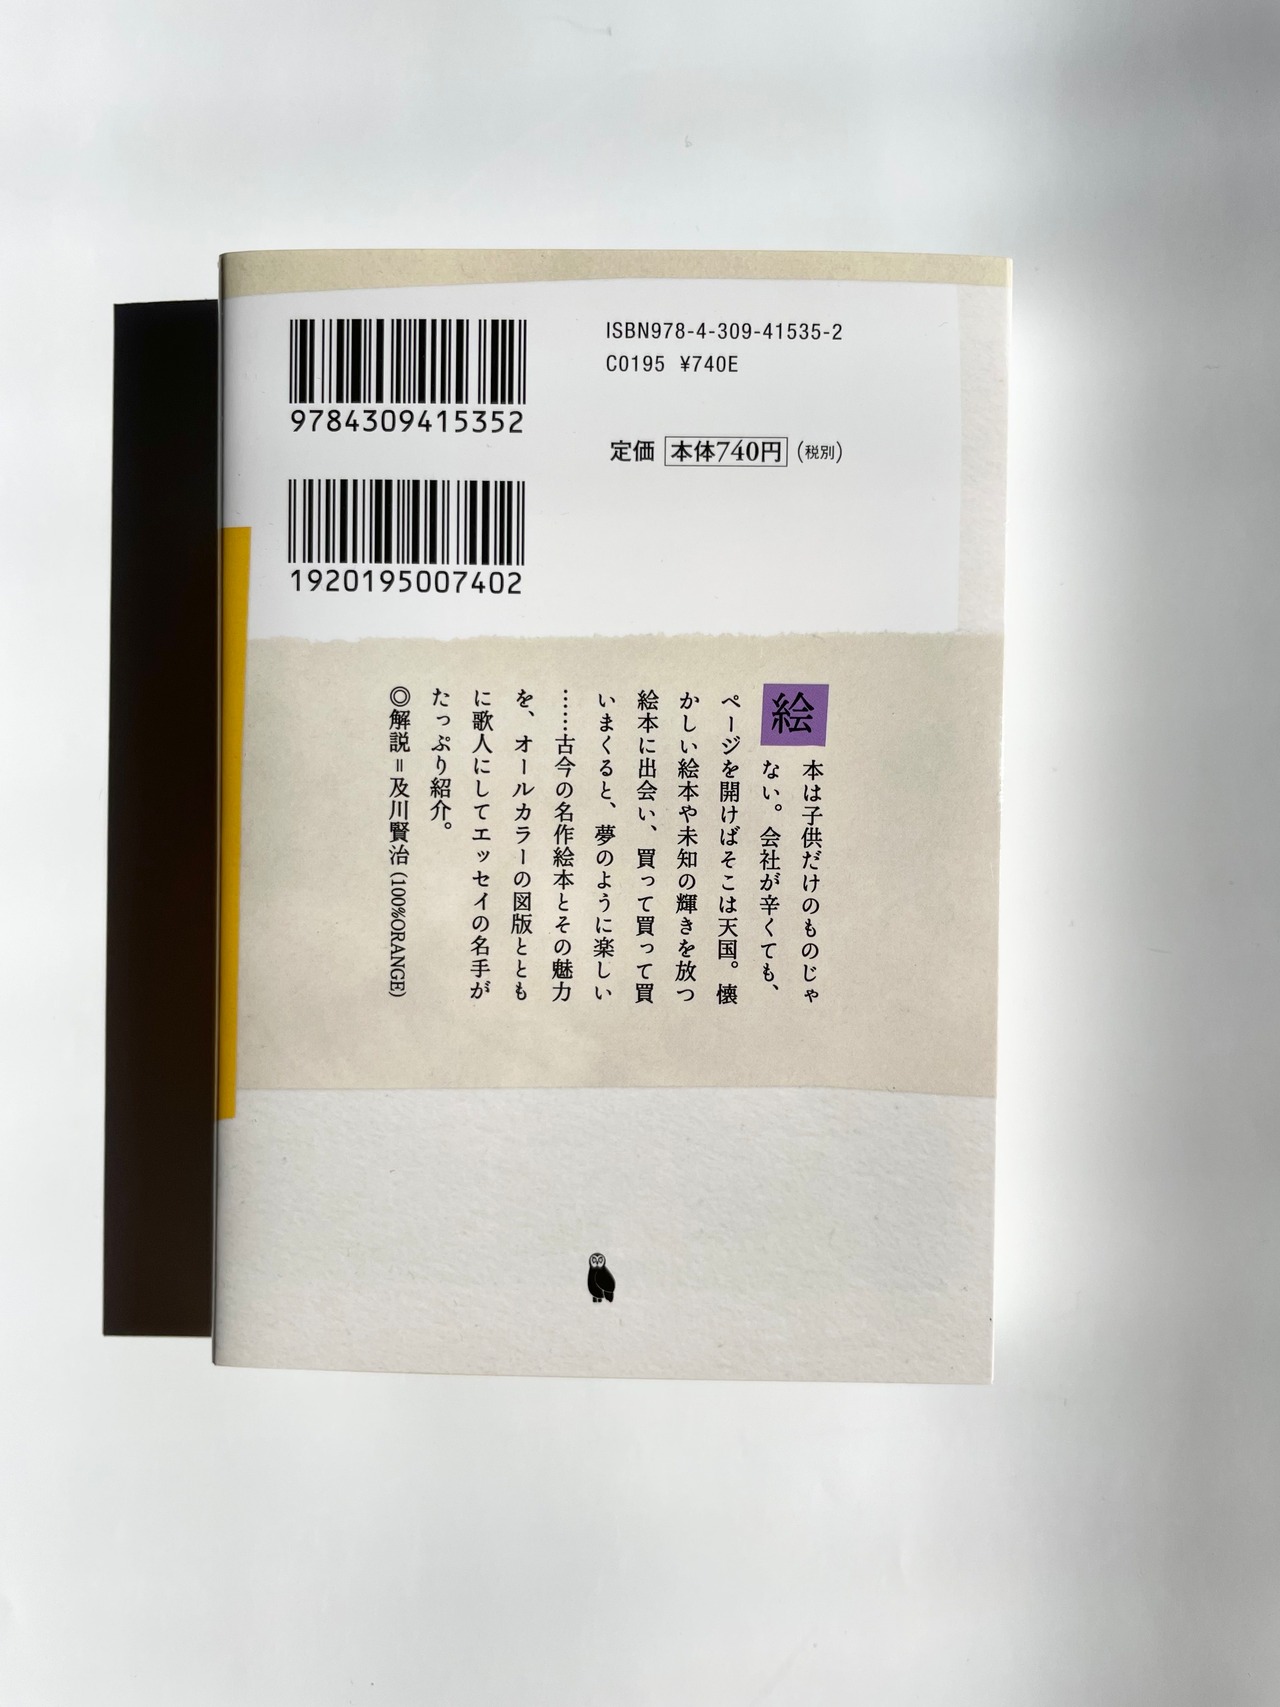 9784309415352
1920195007402
ISBN978-4-309-41535-2
C0195 ¥740E
定価 本体740円 (税別)
絵本は子供だけのものじゃ
ない。会社が辛くても、
ページを開けばそこは天国。懐
かしい絵本や未知の輝きを放つ
絵本に出会い、買って買って買
いまくると、夢のように楽しい
……古今の名作絵本とその魅力
を、オールカラーの図版ととも
に歌人にしてエッセイの名手が
たっぷり紹介。
◎解説=及川賢治(100%ORANGE)